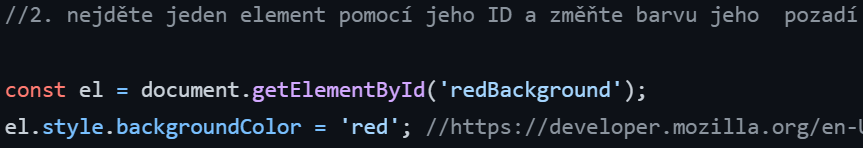 //2. nejděte jeden element pomocí jeho ID a změňte barvu jeho  pozadí
const el = document.getElementById('redBackground');
el.style.backgroundColor = 'red'; //https://developer.mozilla.org/en-